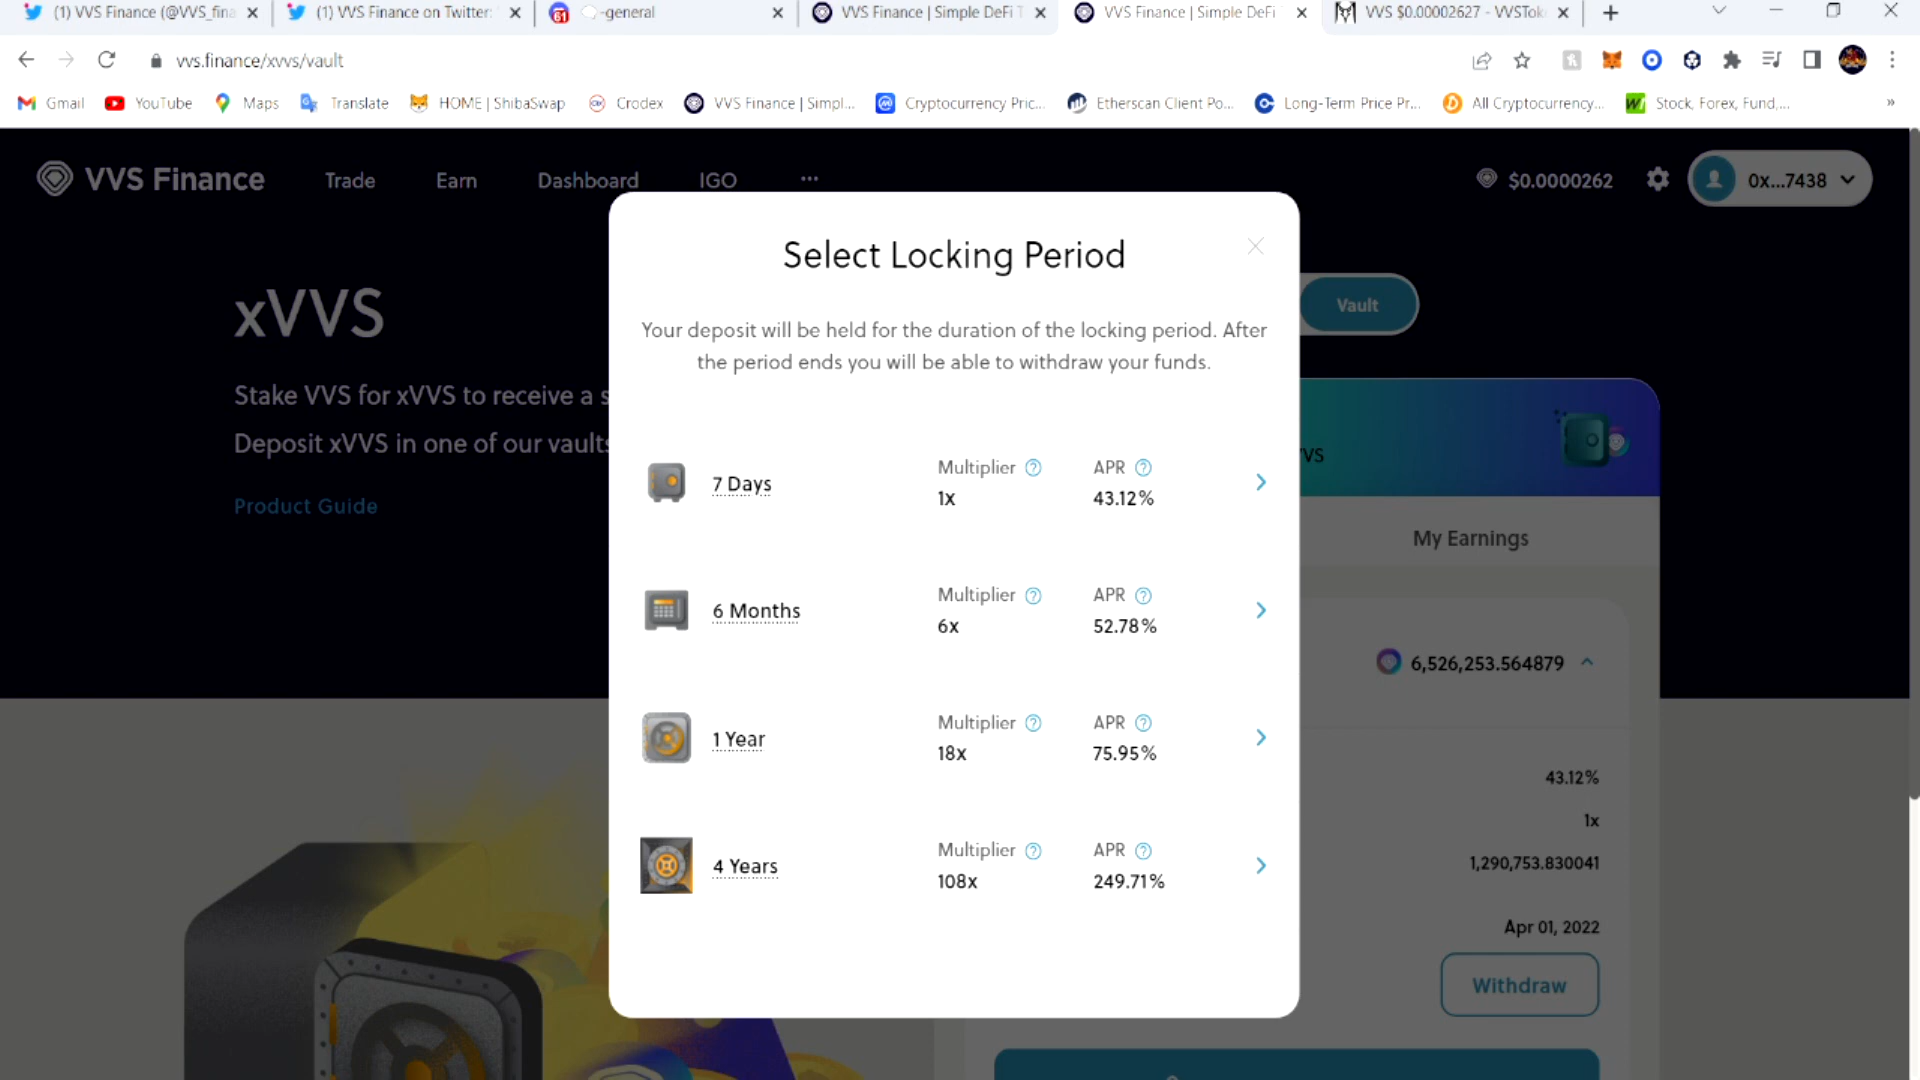 (1) VVS Finance (@VVS_fina
(1) VVS Finance on Twitter:
61
-general
VVS Finance | Simple DeFi T
VVS Finance | Simple DeFi
VVS $0.00002627 - VVSTok
vvs.finance/xvvs/vault
Gmail
YouTube
Maps
Translate
HOME | ShibaSwap
Crodex
VVS Finance | Simpl...
Cryptocurrency Pric...
Etherscan Client Po...
Long-Term Price Pr...
All Cryptocurrency...
Stock, Forex, Fund,...
»
VVS Finance
Trade
Earn
Dashboard
IGO
...
$0.0000262
0x...7438
Select Locking Period
Your deposit will be held for the duration of the locking period. After
the period ends you will be able to withdraw your funds.
7 Days
Multiplier
1x
APR
43.12%
6 Months
Multiplier
6x
APR
52.78%
1 Year
Multiplier
18x
APR
75.95%
4 Years
Multiplier
108x
APR
249.71%
xVVS
Stake VVS for xVVS to receive a s
Deposit xVVS in one of our vaults
Product Guide
Vault
VS
My Earnings
6,526,253.564879
43.12%
1x
1,290,753.830041
Apr 01, 2022
Withdraw